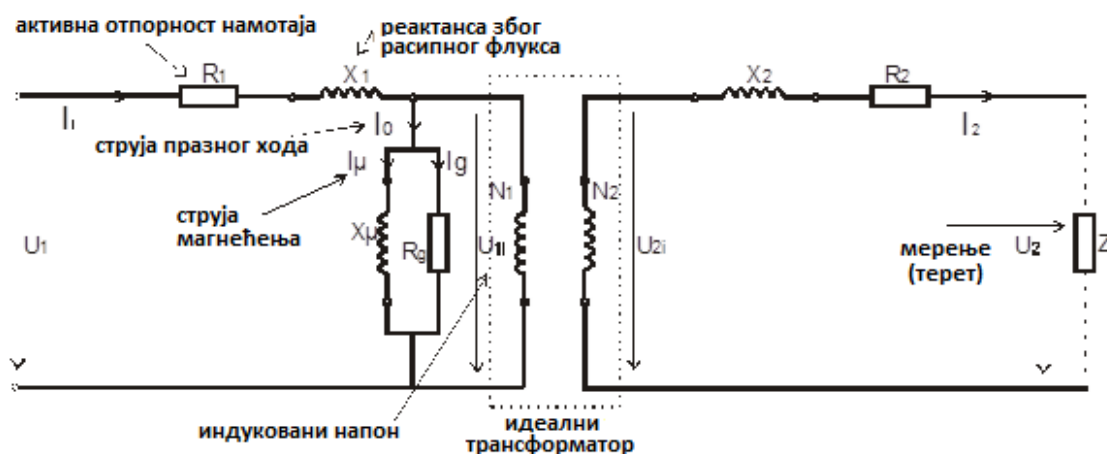 активна отпорност намотаја
реактанса због
расипног флукса
R1
X1
X2
R2
I1
I0
струја празног хода
I2
Iμ
Ig
N1
N2
струја
магнећења
U1
Xμ
Rg
U1i
U2i
мерење
(терет)
U2
Z
индуковани напон
идеални
трансформатор